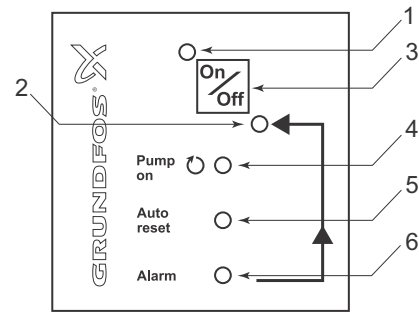 1
2
3
On
Off
Pump
on
4
Auto
reset
5
Alarm
6
GRUNDFOS